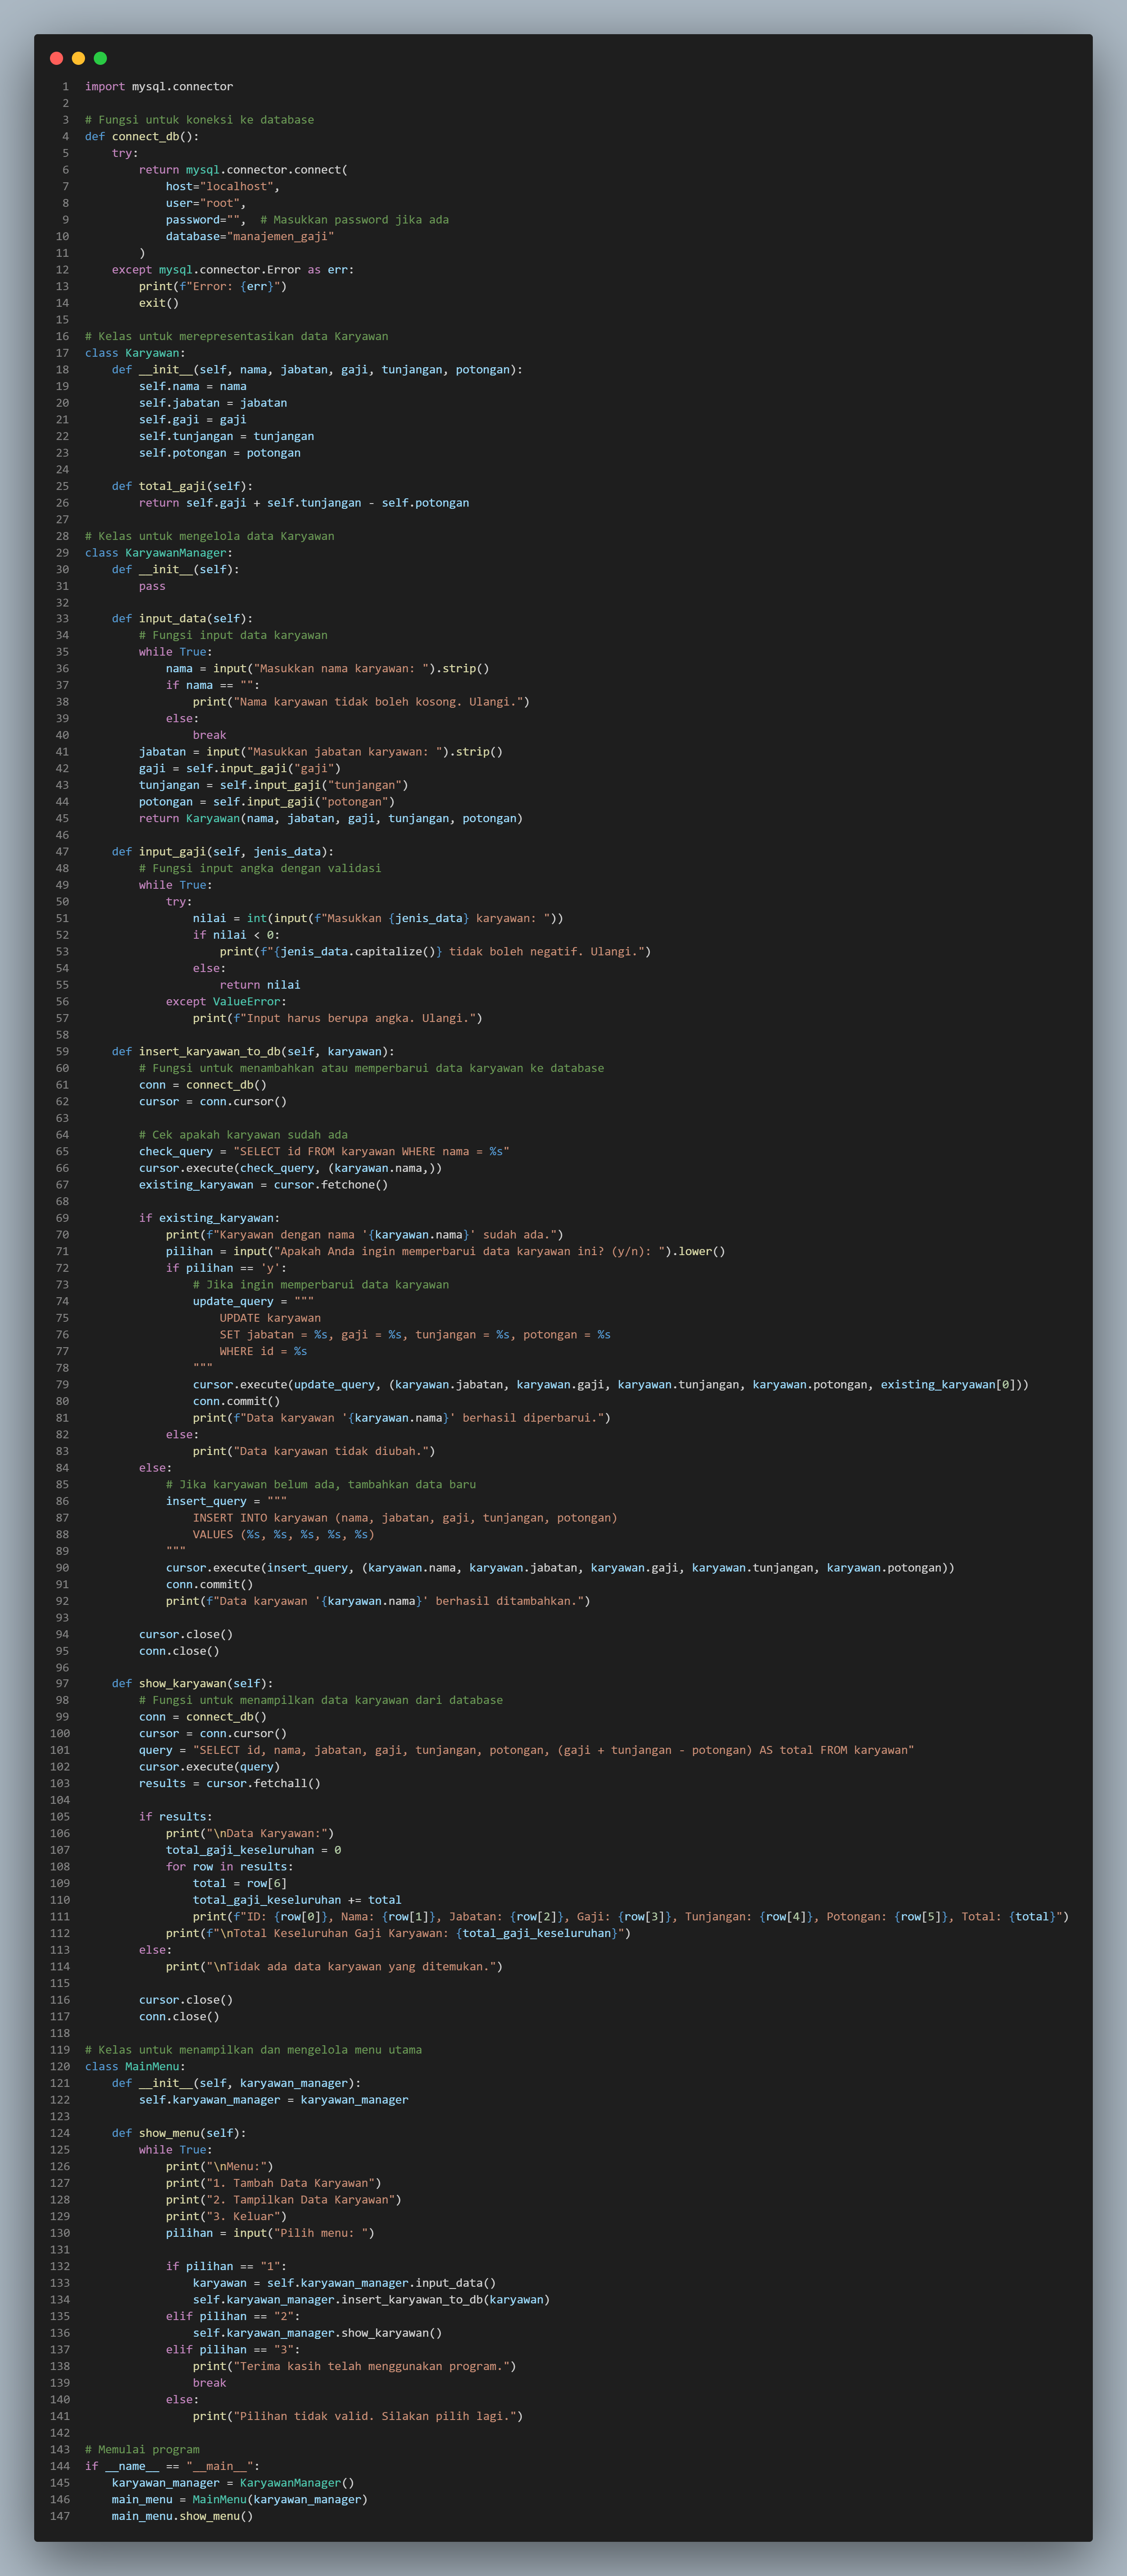 1 import mysql.connector
2
3 # Fungsi untuk koneksi ke database
4 def connect_db():
5     try:
6         return mysql.connector.connect(
7             host="localhost",
8             user="root",
9             password="",  # Masukkan password jika ada
10             database="manajemen_gaji"
11         )
12     except mysql.connector.Error as err:
13         print(f"Error: {err}")
14         exit()
15
16 # Kelas untuk merepresentasikan data Karyawan
17 class Karyawan:
18     def __init__(self, nama, jabatan, gaji, tunjangan, potongan):
19         self.nama = nama
20         self.jabatan = jabatan
21         self.gaji = gaji
22         self.tunjangan = tunjangan
23         self.potongan = potongan
24
25     def total_gaji(self):
26         return self.gaji + self.tunjangan - self.potongan
27
28 # Kelas untuk mengelola data Karyawan
29 class KaryawanManager:
30     def __init__(self):
31         pass
32
33     def input_data(self):
34         # Fungsi input data karyawan
35         while True:
36             nama = input("Masukkan nama karyawan: ").strip()
37             if nama == "":
38                 print("Nama karyawan tidak boleh kosong. Ulangi.")
39             else:
40                 break
41         jabatan = input("Masukkan jabatan karyawan: ").strip()
42         gaji = self.input_gaji("gaji")
43         tunjangan = self.input_gaji("tunjangan")
44         potongan = self.input_gaji("potongan")
45         return Karyawan(nama, jabatan, gaji, tunjangan, potongan)
46
47     def input_gaji(self, jenis_data):
48         # Fungsi input angka dengan validasi
49         while True:
50             try:
51                 nilai = int(input(f"Masukkan {jenis_data} karyawan: "))
52                 if nilai < 0:
53                     print(f"{jenis_data.capitalize()} tidak boleh negatif. Ulangi.")
54                 else:
55                     return nilai
56             except ValueError:
57                 print(f"Input harus berupa angka. Ulangi.")
58
59     def insert_karyawan_to_db(self, karyawan):
60         # Fungsi untuk menambahkan atau memperbarui data karyawan ke database
61         conn = connect_db()
62         cursor = conn.cursor()
63
64         # Cek apakah karyawan sudah ada
65         check_query = "SELECT id FROM karyawan WHERE nama = %s"
66         cursor.execute(check_query, (karyawan.nama,))
67         existing_karyawan = cursor.fetchone()
68
69         if existing_karyawan:
70             print(f"Karyawan dengan nama '{karyawan.nama}' sudah ada.")
71             pilihan = input("Apakah Anda ingin memperbarui data karyawan ini? (y/n): ").lower()
72             if pilihan == 'y':
73                 # Jika ingin memperbarui data karyawan
74                 update_query = """
75                     UPDATE karyawan
76                     SET jabatan = %s, gaji = %s, tunjangan = %s, potongan = %s
77                     WHERE id = %s
78                 """
79                 cursor.execute(update_query, (karyawan.jabatan, karyawan.gaji, karyawan.tunjangan, karyawan.potongan, existing_karyawan[0]))
80                 conn.commit()
81                 print(f"Data karyawan '{karyawan.nama}' berhasil diperbarui.")
82             else:
83                 print("Data karyawan tidak diubah.")
84         else:
85             # Jika karyawan belum ada, tambahkan data baru
86             insert_query = """
87                 INSERT INTO karyawan (nama, jabatan, gaji, tunjangan, potongan)
88                 VALUES (%s, %s, %s, %s, %s)
89             """
90             cursor.execute(insert_query, (karyawan.nama, karyawan.jabatan, karyawan.gaji, karyawan.tunjangan, karyawan.potongan))
91             conn.commit()
92             print(f"Data karyawan '{karyawan.nama}' berhasil ditambahkan.")
93
94         cursor.close()
95         conn.close()
96
97     def show_karyawan(self):
98         # Fungsi untuk menampilkan data karyawan dari database
99         conn = connect_db()
100         cursor = conn.cursor()
101         query = "SELECT id, nama, jabatan, gaji, tunjangan, potongan, (gaji + tunjangan - potongan) AS total FROM karyawan"
102         cursor.execute(query)
103         results = cursor.fetchall()
104
105         if results:
106             print("\nData Karyawan:")
107             total_gaji_keseluruhan = 0
108             for row in results:
109                 total = row[6]
110                 total_gaji_keseluruhan += total
111                 print(f"ID: {row[0]}, Nama: {row[1]}, Jabatan: {row[2]}, Gaji: {row[3]}, Tunjangan: {row[4]}, Potongan: {row[5]}, Total: {total}")
112             print(f"\nTotal Keseluruhan Gaji Karyawan: {total_gaji_keseluruhan}")
113         else:
114             print("\nTidak ada data karyawan yang ditemukan.")
115
116         cursor.close()
117         conn.close()
118
119 # Kelas untuk menampilkan dan mengelola menu utama
120 class MainMenu:
121     def __init__(self, karyawan_manager):
122         self.karyawan_manager = karyawan_manager
123
124     def show_menu(self):
125         while True:
126             print("\nMenu:")
127             print("1. Tambah Data Karyawan")
128             print("2. Tampilkan Data Karyawan")
129             print("3. Keluar")
130             pilihan = input("Pilih menu: ")
131
132             if pilihan == "1":
133                 karyawan = self.karyawan_manager.input_data()
134                 self.karyawan_manager.insert_karyawan_to_db(karyawan)
135             elif pilihan == "2":
136                 self.karyawan_manager.show_karyawan()
137             elif pilihan == "3":
138                 print("Terima kasih telah menggunakan program.")
139                 break
140             else:
141                 print("Pilihan tidak valid. Silakan pilih lagi.")
142
143 # Memulai program
144 if __name__ == "__main__":
145     karyawan_manager = KaryawanManager()
146     main_menu = MainMenu(karyawan_manager)
147     main_menu.show_menu()